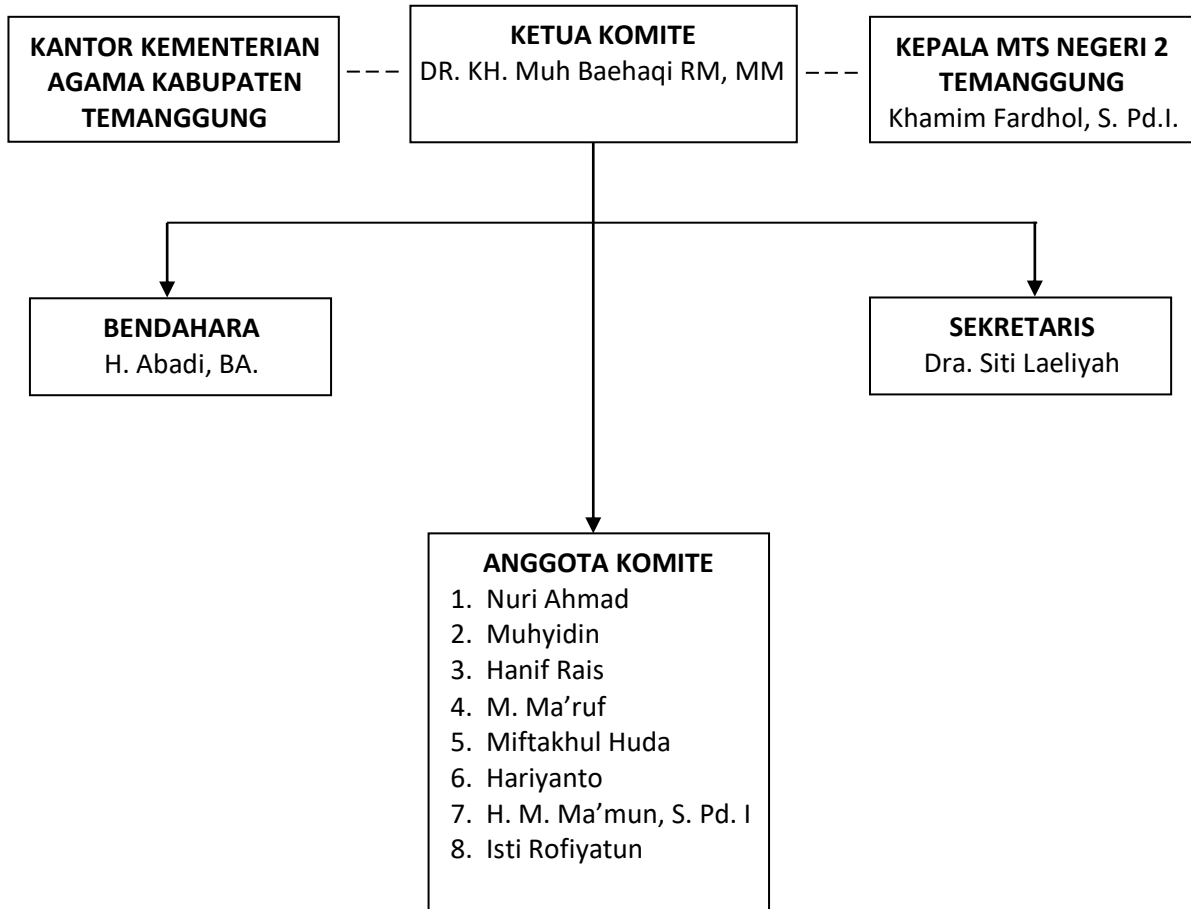 KANTOR KEMENTERIAN
AGAMA KABUPATEN
TEMANGGUNG
KETUA KOMITE
DR. KH. Muh Baehaqi RM, MM
KEPALA MTS NEGERI 2
TEMANGGUNG
Khamim Fardhol, S. Pd.I.
BENDAHARA
H. Abadi, BA.
SEKRETARIS
Dra. Siti Laeliyah
ANGGOTA KOMITE
1. Nuri Ahmad
2. Muhyidin
3. Hanif Rais
4. M. Ma’ruf
5. Miftakhul Huda
6. Hariyanto
7. H. M. Ma’mun, S. Pd. I
8. Isti Rofiyatun